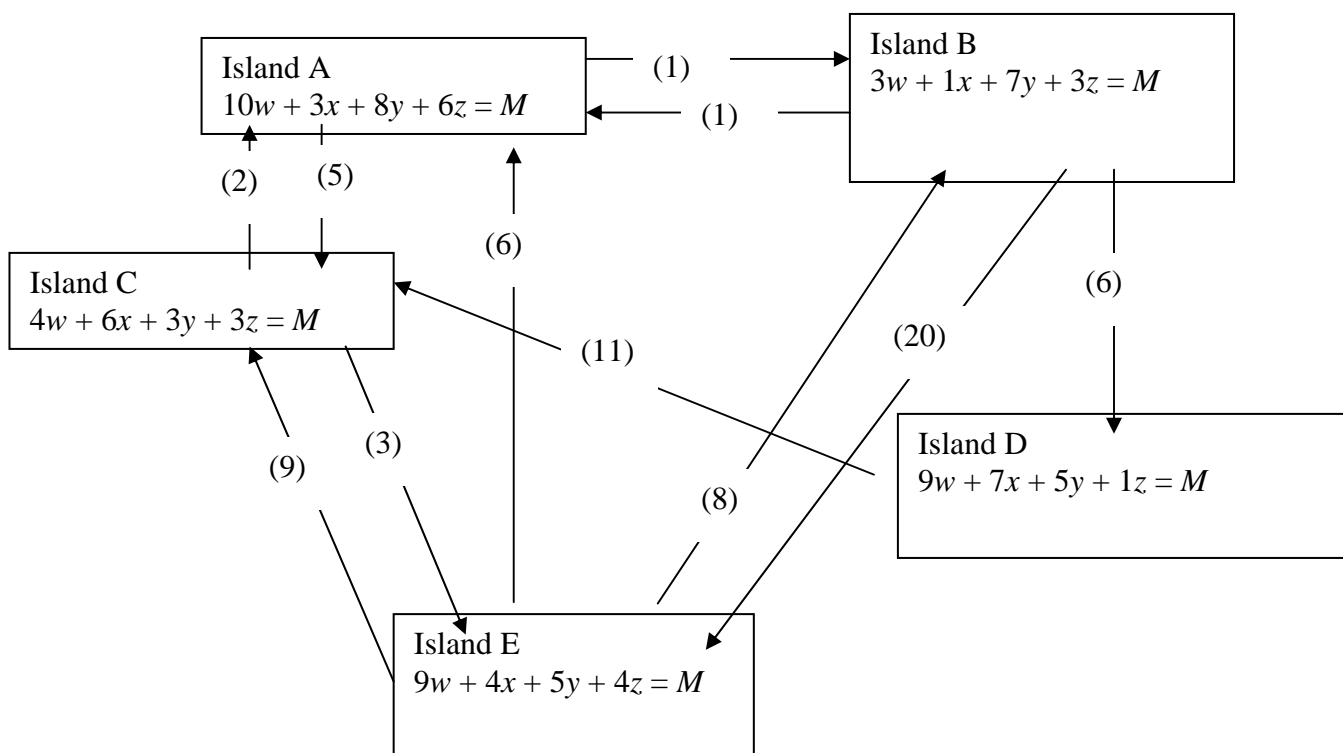 Island A
10w + 3x + 8y + 6z = M
(1)
(1)
Island B
3w + 1x + 7y + 3z = M
(2)
(5)
(6)
(6)
Island C
4w + 6x + 3y + 3z = M
(11)
(20)
(9)
(3)
(8)
Island D
9w + 7x + 5y + 1z = M
Island E
9w + 4x + 5y + 4z = M